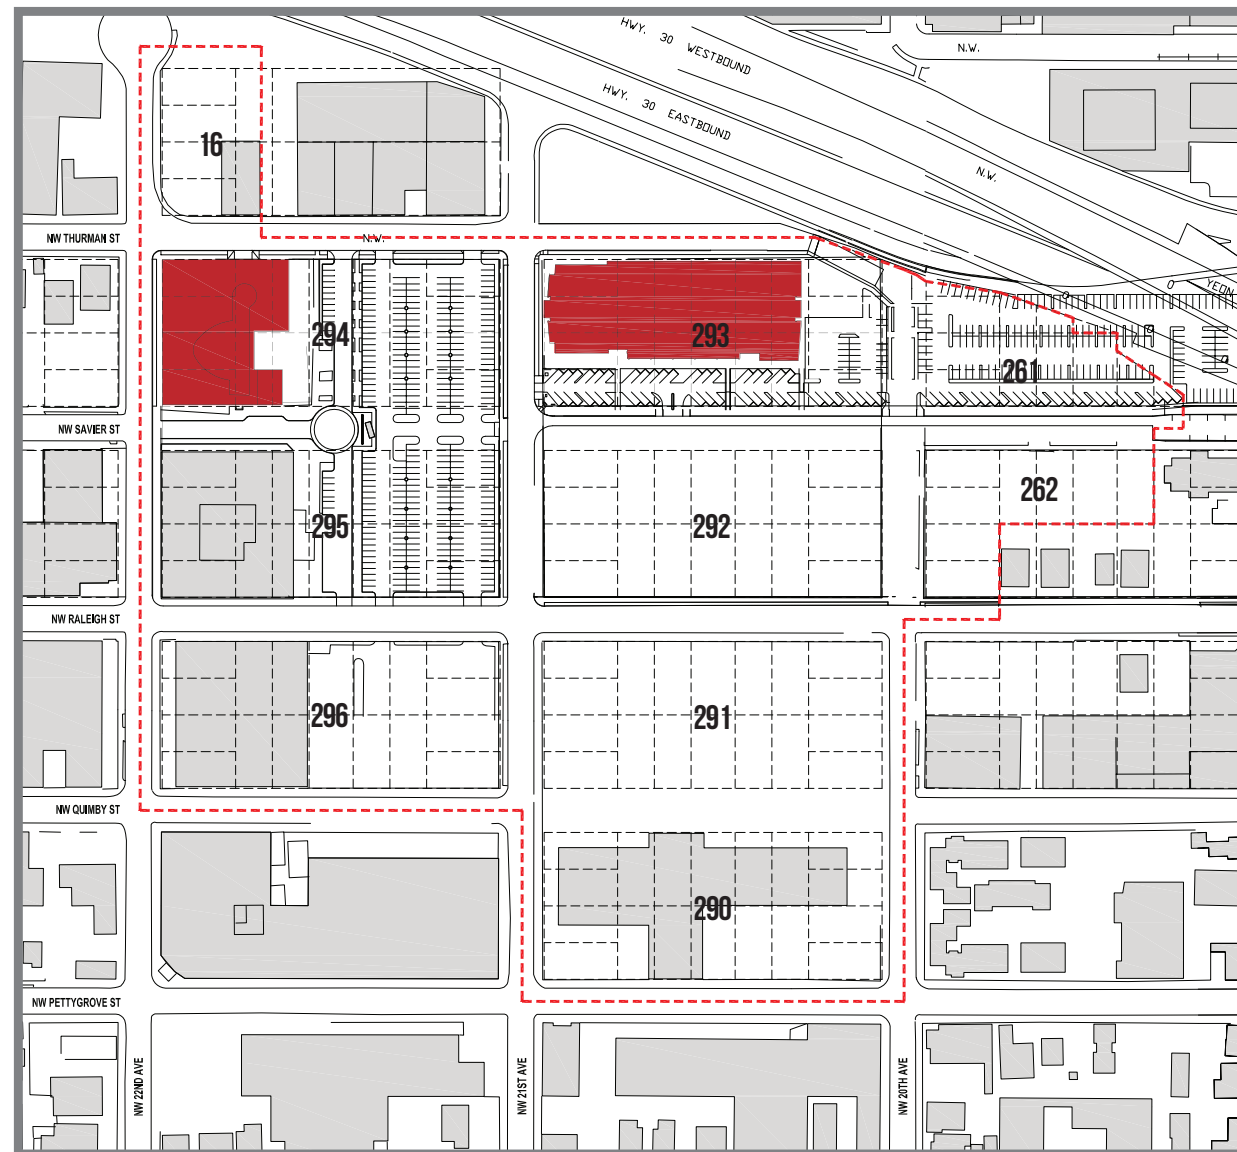 HWY. 30 WESTBOUND
N.W.
HWY. 30 EASTBOUND
16
N.W.
NW THURMAN ST
N.W.
YEON
294
293
261
NW SAVIER ST
262
295
292
NW RALEIGH ST
296
291
NW QUIMBY ST
290
NW PETTYGROVE ST
NW 22ND AVE
NW 21ST AVE
NW 20TH AVE